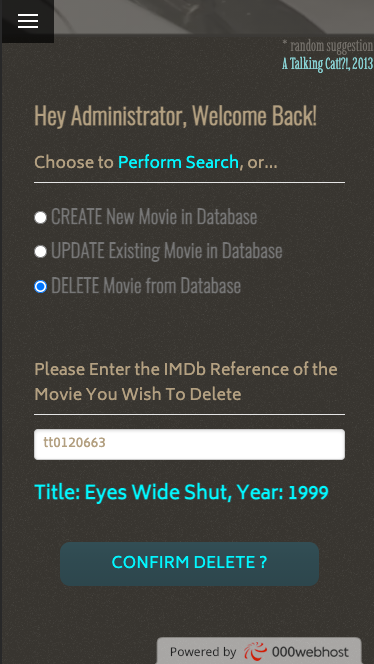 * random suggestion
A Talking Cat!?!, 2013
Hey Administrator, Welcome Back!
Choose to Perform Search, or...
CREATE New Movie in Database
UPDATE Existing Movie in Database
DELETE Movie from Database
Please Enter the IMDb Reference of the
Movie You Wish To Delete
tt0120663
Title: Eyes Wide Shut, Year: 1999
CONFIRM DELETE ?
Powered by 000webhost